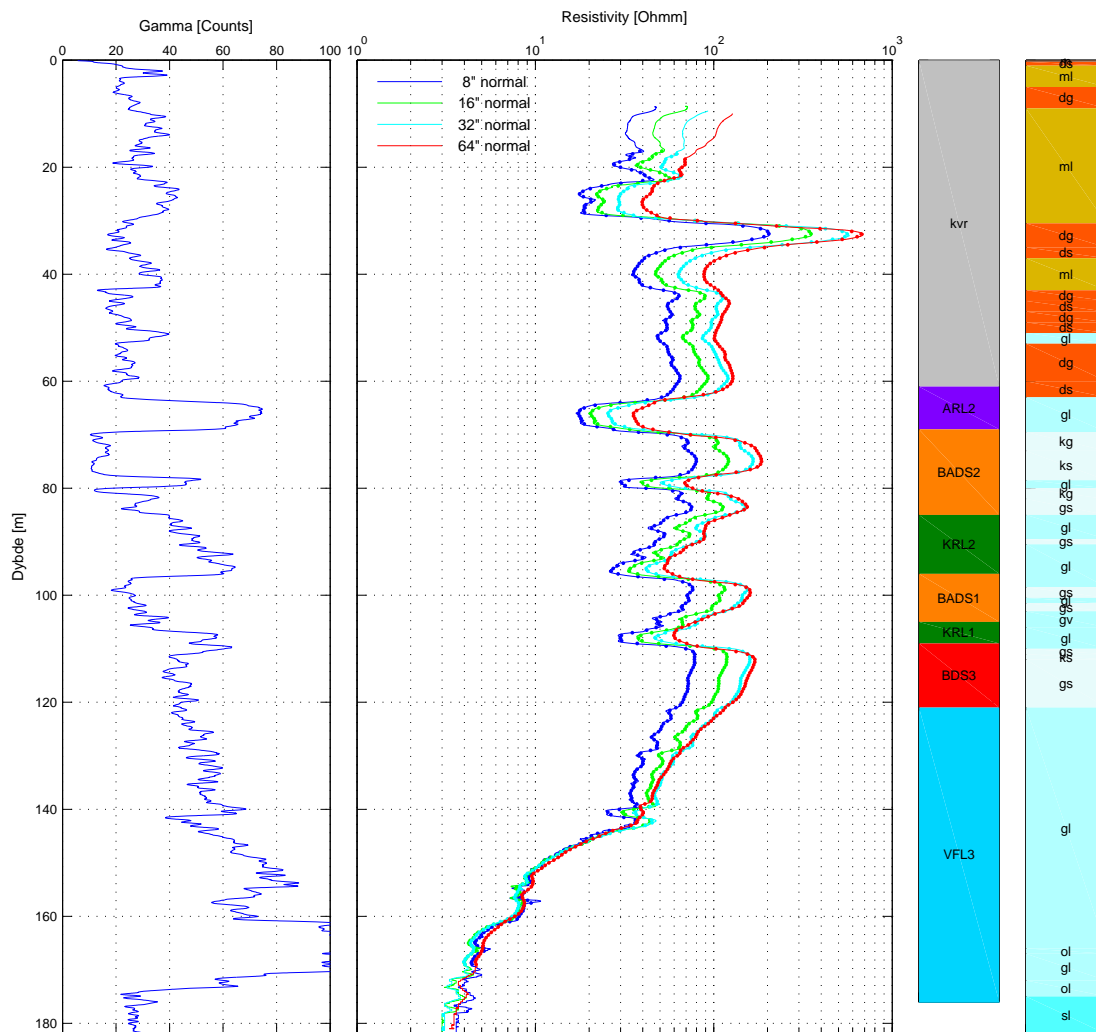 Gamma [Counts]
Resistivity [Ohmm]
0 20 40 60 80 100
10^0 10^1 10^2 10^3
8" normal
16" normal
32" normal
64" normal
Dybde [m]
0
20
40
60
80
100
120
140
160
180
kvr
ARL2
BADS2
KRL2
BADS1
KRL1
BDS3
VFL3
ds
ml
dg
ml
dg
ds
ml
dg
ds
dg
ds
gl
dg
ds
gl
kg
ks
gl
kg
gs
gl
gs
gl
gs
gl
gs
gv
gl
gs
ks
gs
gl
ol
gl
ol
sl